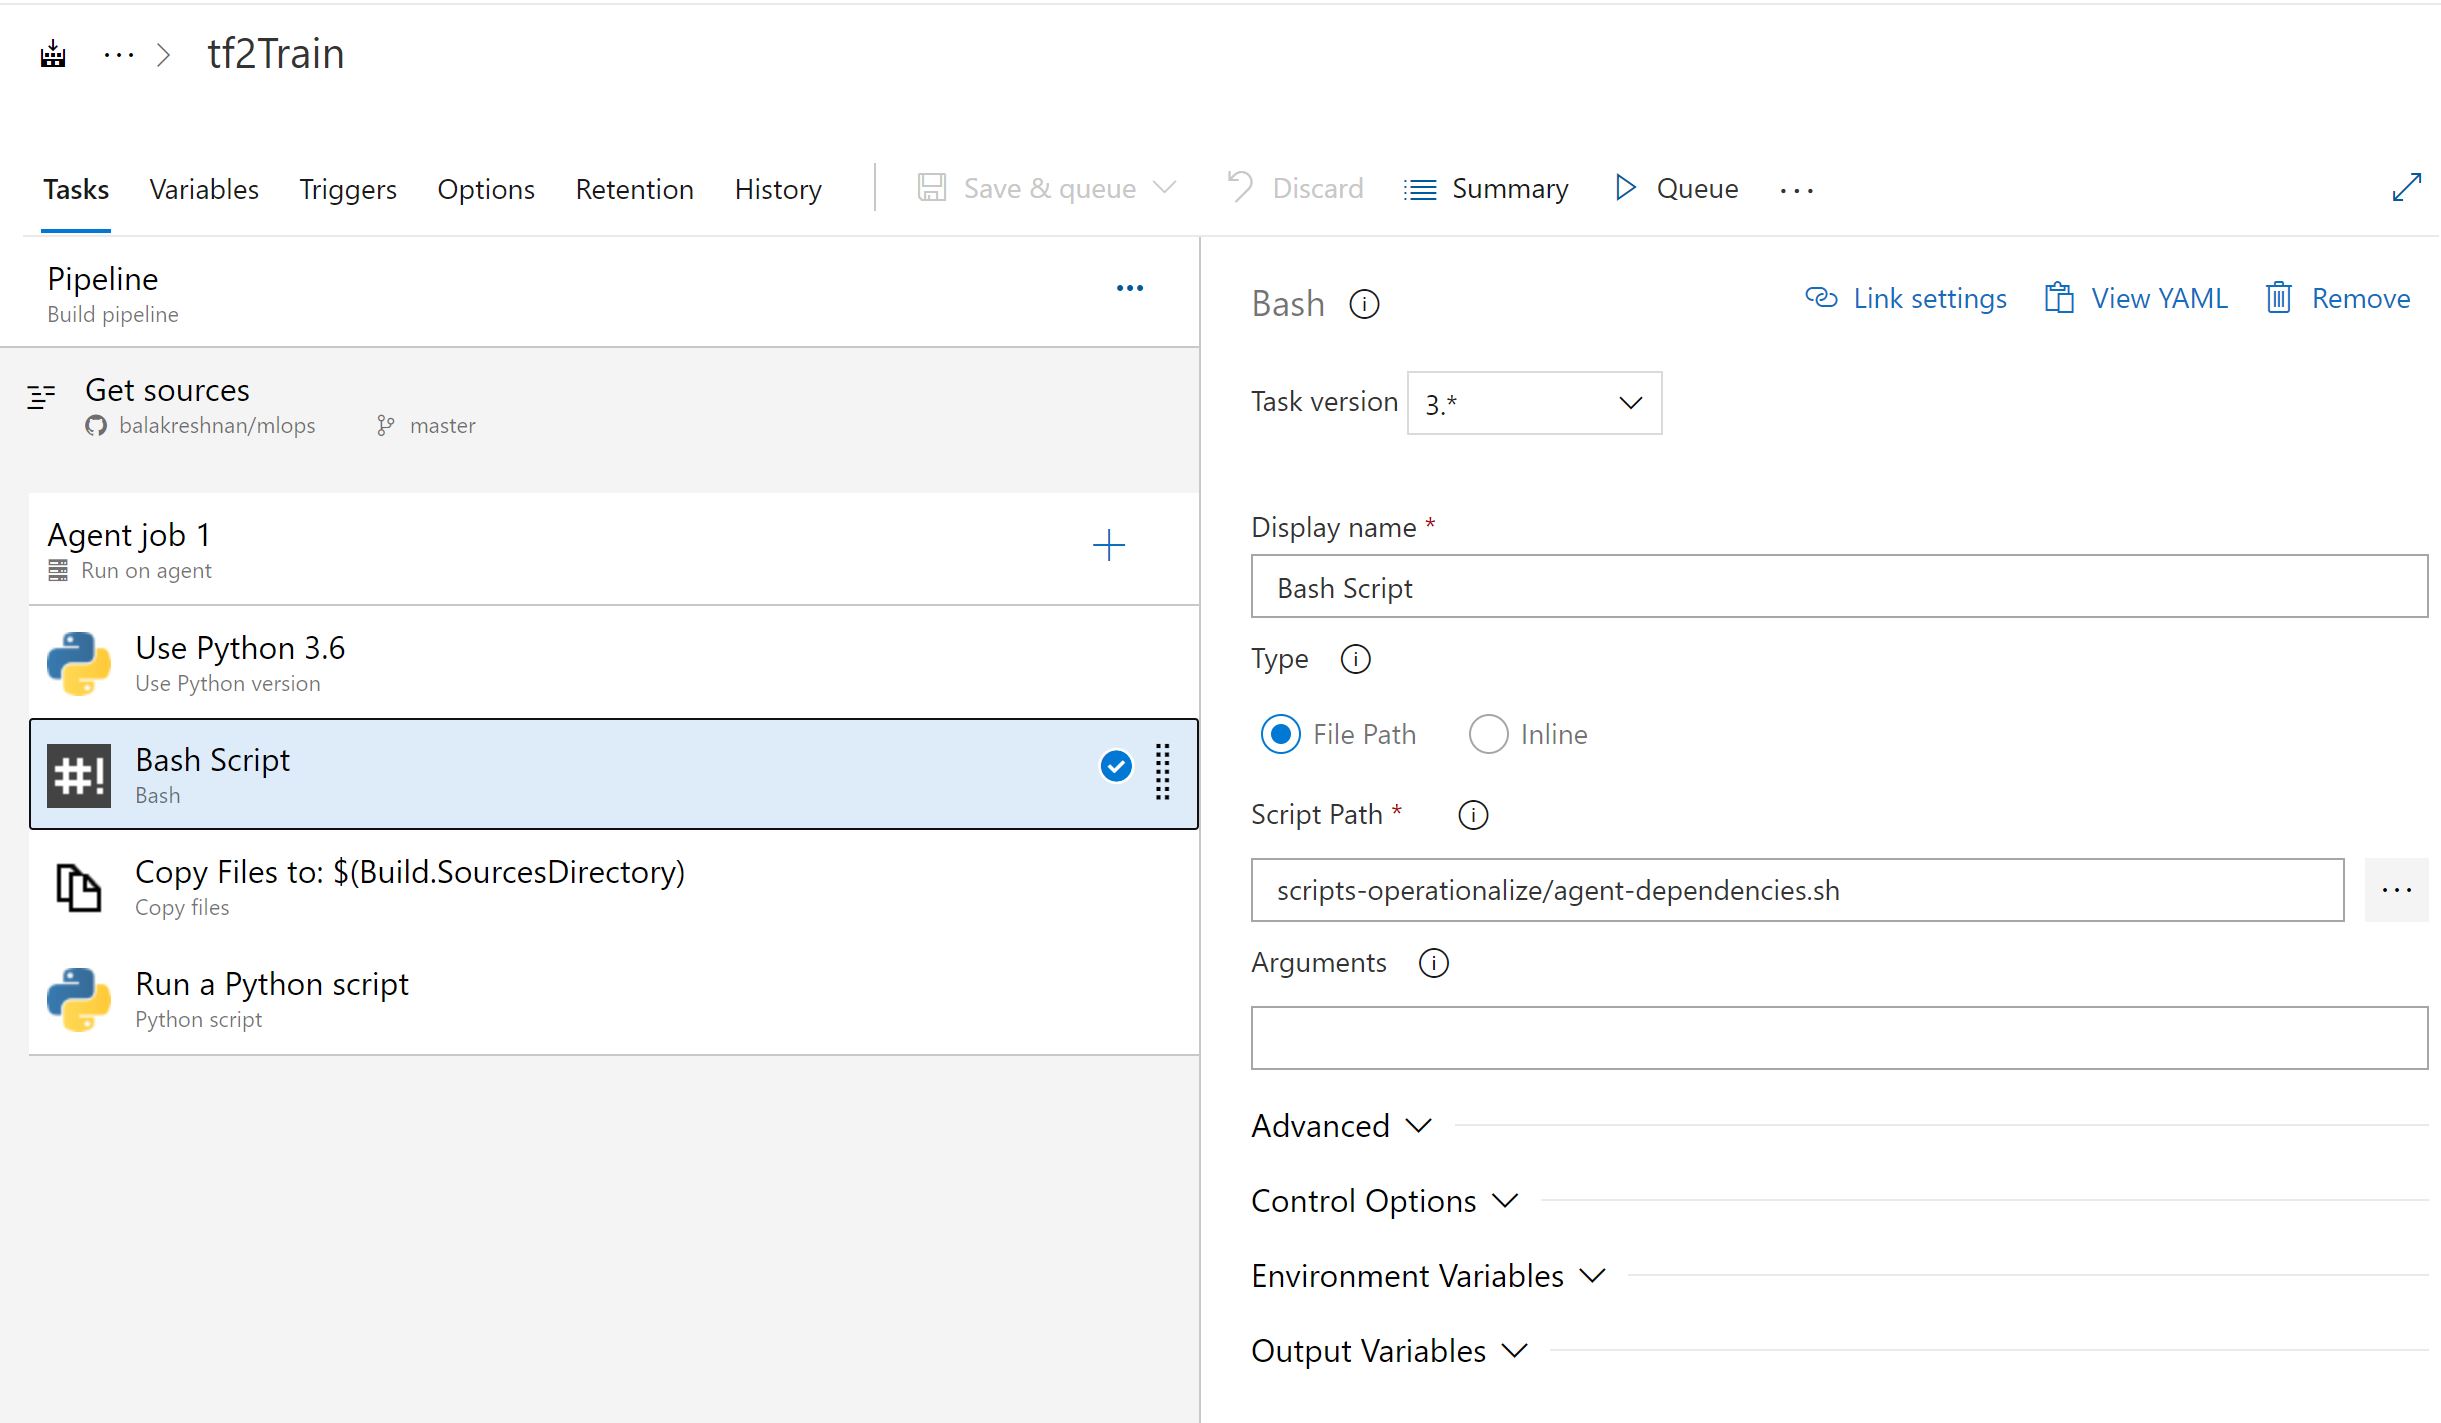 ··· > tf2Train
Tasks Variables Triggers Options Retention History Save & queue Discard Summary Queue ···
Pipeline
Build pipeline
Get sources
balakreshnan/mlops master
Agent job 1
Run on agent
Use Python 3.6
Use Python version
#! Bash Script
Bash
Copy Files to: $(Build.SourcesDirectory)
Copy files
Run a Python script
Python script
Bash Link settings View YAML Remove
Task version 3.*
Display name *
Bash Script
Type
File Path Inline
Script Path *
scripts-operationalize/agent-dependencies.sh ···
Arguments
Advanced
Control Options
Environment Variables
Output Variables